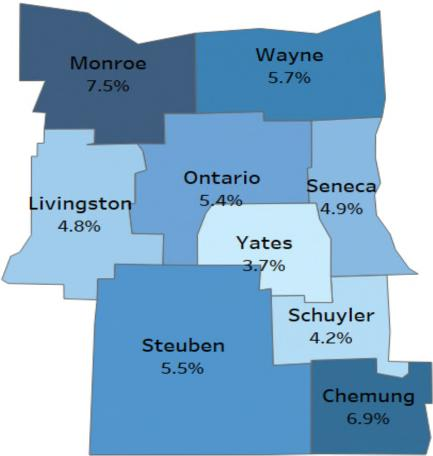 Monroe
7.5%
Wayne
5.7%
Ontario
5.4%
Seneca
4.9%
Livingston
4.8%
Yates
3.7%
Schuyler
4.2%
Steuben
5.5%
Chemung
6.9%